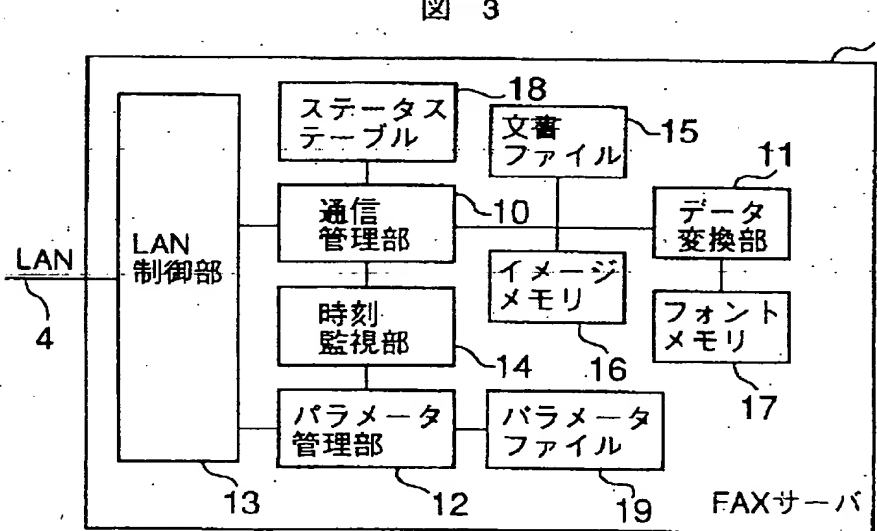 図 3
ステータス
テーブル
18
文書
ファイル
15
11
通信
管理部
10
データ
変換部
LAN
4
LAN
制御部
イメージ
メモリ
16
フォント
メモリ
17
時刻
監視部
14
パラメータ
管理部
12
パラメータ
ファイル
19
13
FAXサーバ